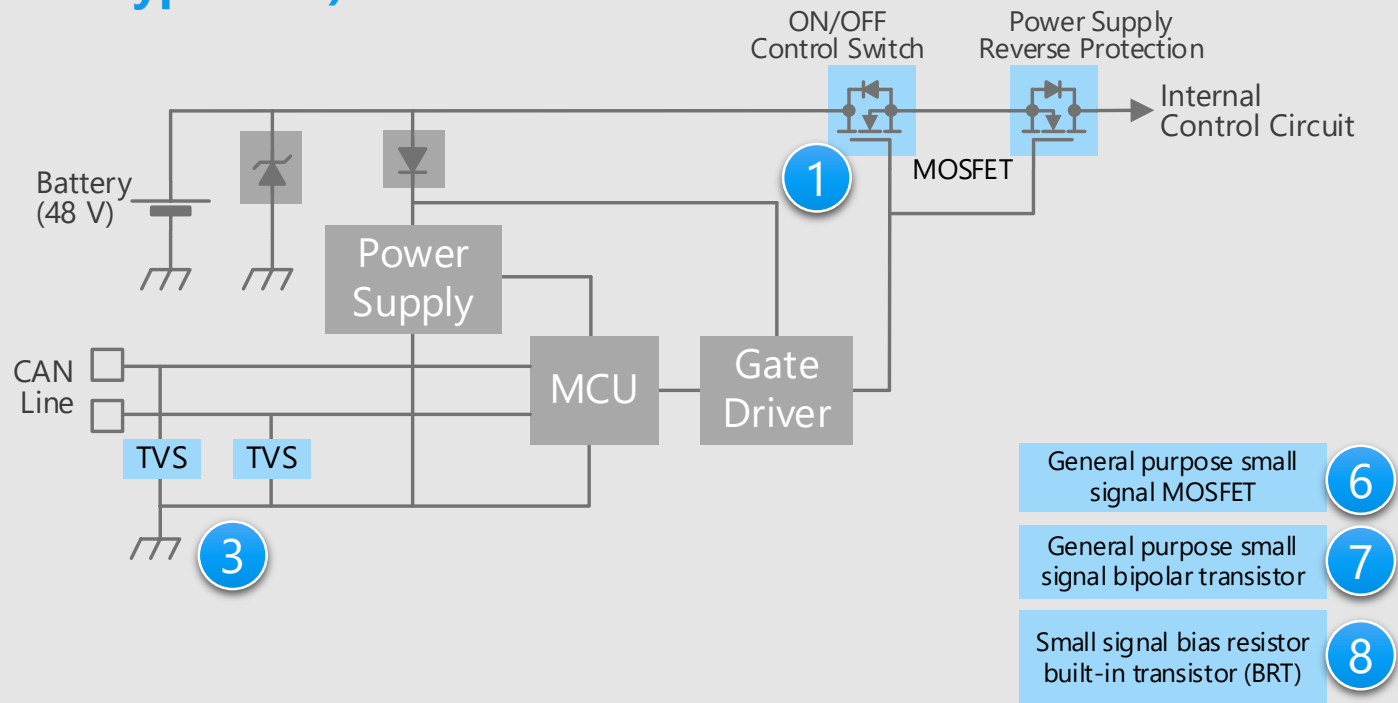 ON/OFF
Control Switch
Power Supply
Reverse Protection
Internal
Control Circuit
MOSFET
1
Battery
(48 V)
Power
Supply
CAN
Line
MCU
Gate
Driver
TVS
TVS
3
General purpose small
signal MOSFET
6
General purpose small
signal bipolar transistor
7
Small signal bias resistor
built-in transistor (BRT)
8